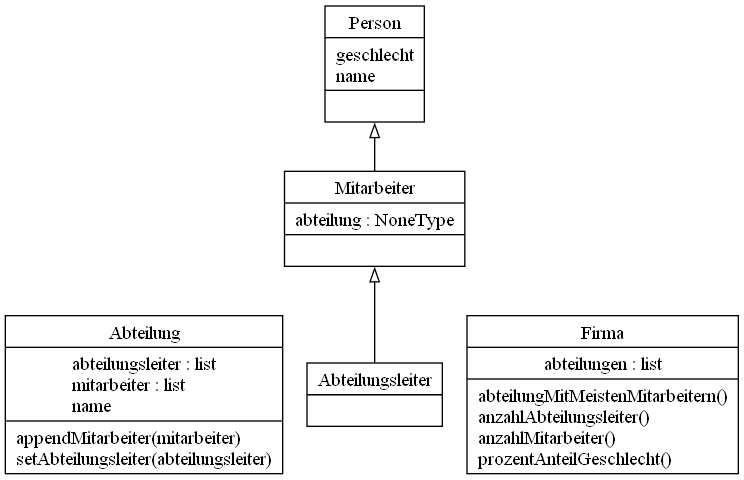 Person
geschlecht
name
Mitarbeiter
abteilung : NoneType
Abteilung
abteilungsleiter : list
mitarbeiter : list
name
appendMitarbeiter(mitarbeiter)
setAbteilungsleiter(abteilungsleiter)
Abteilungsleiter
Firma
abteilungen : list
abteilungMitMeistenMitarbeitern()
anzahlAbteilungsleiter()
anzahlMitarbeiter()
prozentAnteilGeschlecht()